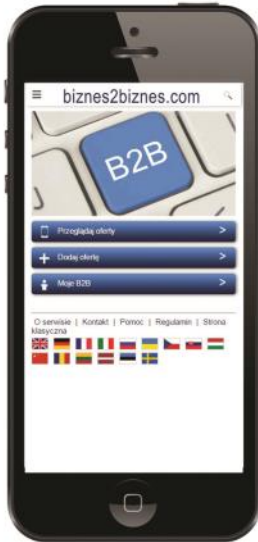 biznes2biznes.com
B2B
Przeglądaj oferty >
Dodaj ofertę >
Moje B2B >
O serwisie | Kontakt | Pomoc | Regulamin | Strona
klasyczna